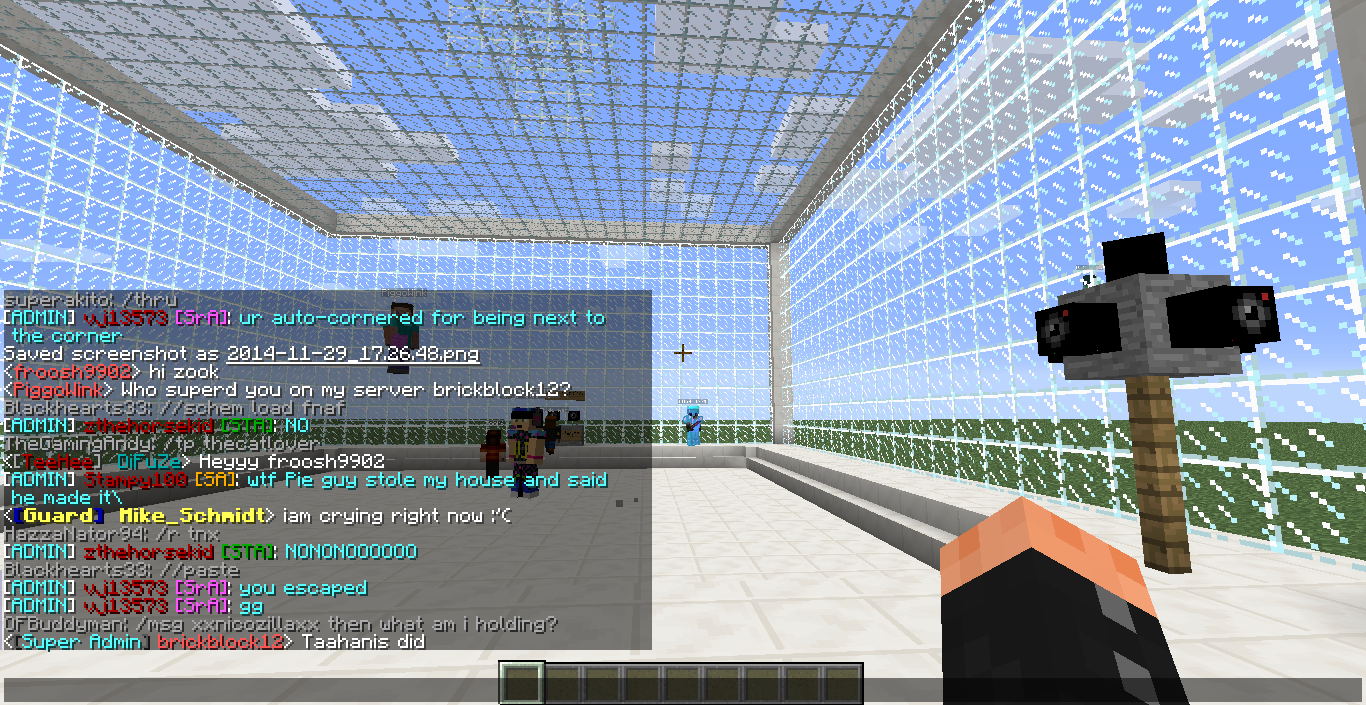 superakito: /thru
[ADMIN] wj13573 [SrA]: ur auto-cornered for being next to
the corner
Saved screenshot as 2014-11-29_17.26.48.png
<froosh9902> hi zook
<PiggoHink> Who superd you on my server brickblock12?
Blackhearts33: //schem load fnaf
[ADMIN] zthehorsekid [STA]: NO
TheGamingAndy: /tp thecatlover
<[TeeHee] DiFuZe> Heyyy froosh9902
[ADMIN] Stampy100 [SA]: wtf Pie guy stole my house and said
he made it\
<[Guard] Mike_Schmidt> iam crying right now :'(
HazzaNator94: /r tnx
[ADMIN] zthehorsekid [STA]: NONONOOOOOO
Blackhearts33: //paste
[ADMIN] wj13573 [SrA]: you escaped
[ADMIN] wj13573 [SrA]: gg
OFBuddyman: /msg xxnicozillaxx then what am i holding?
<[Super Admin] brickblock12> Taahanis did